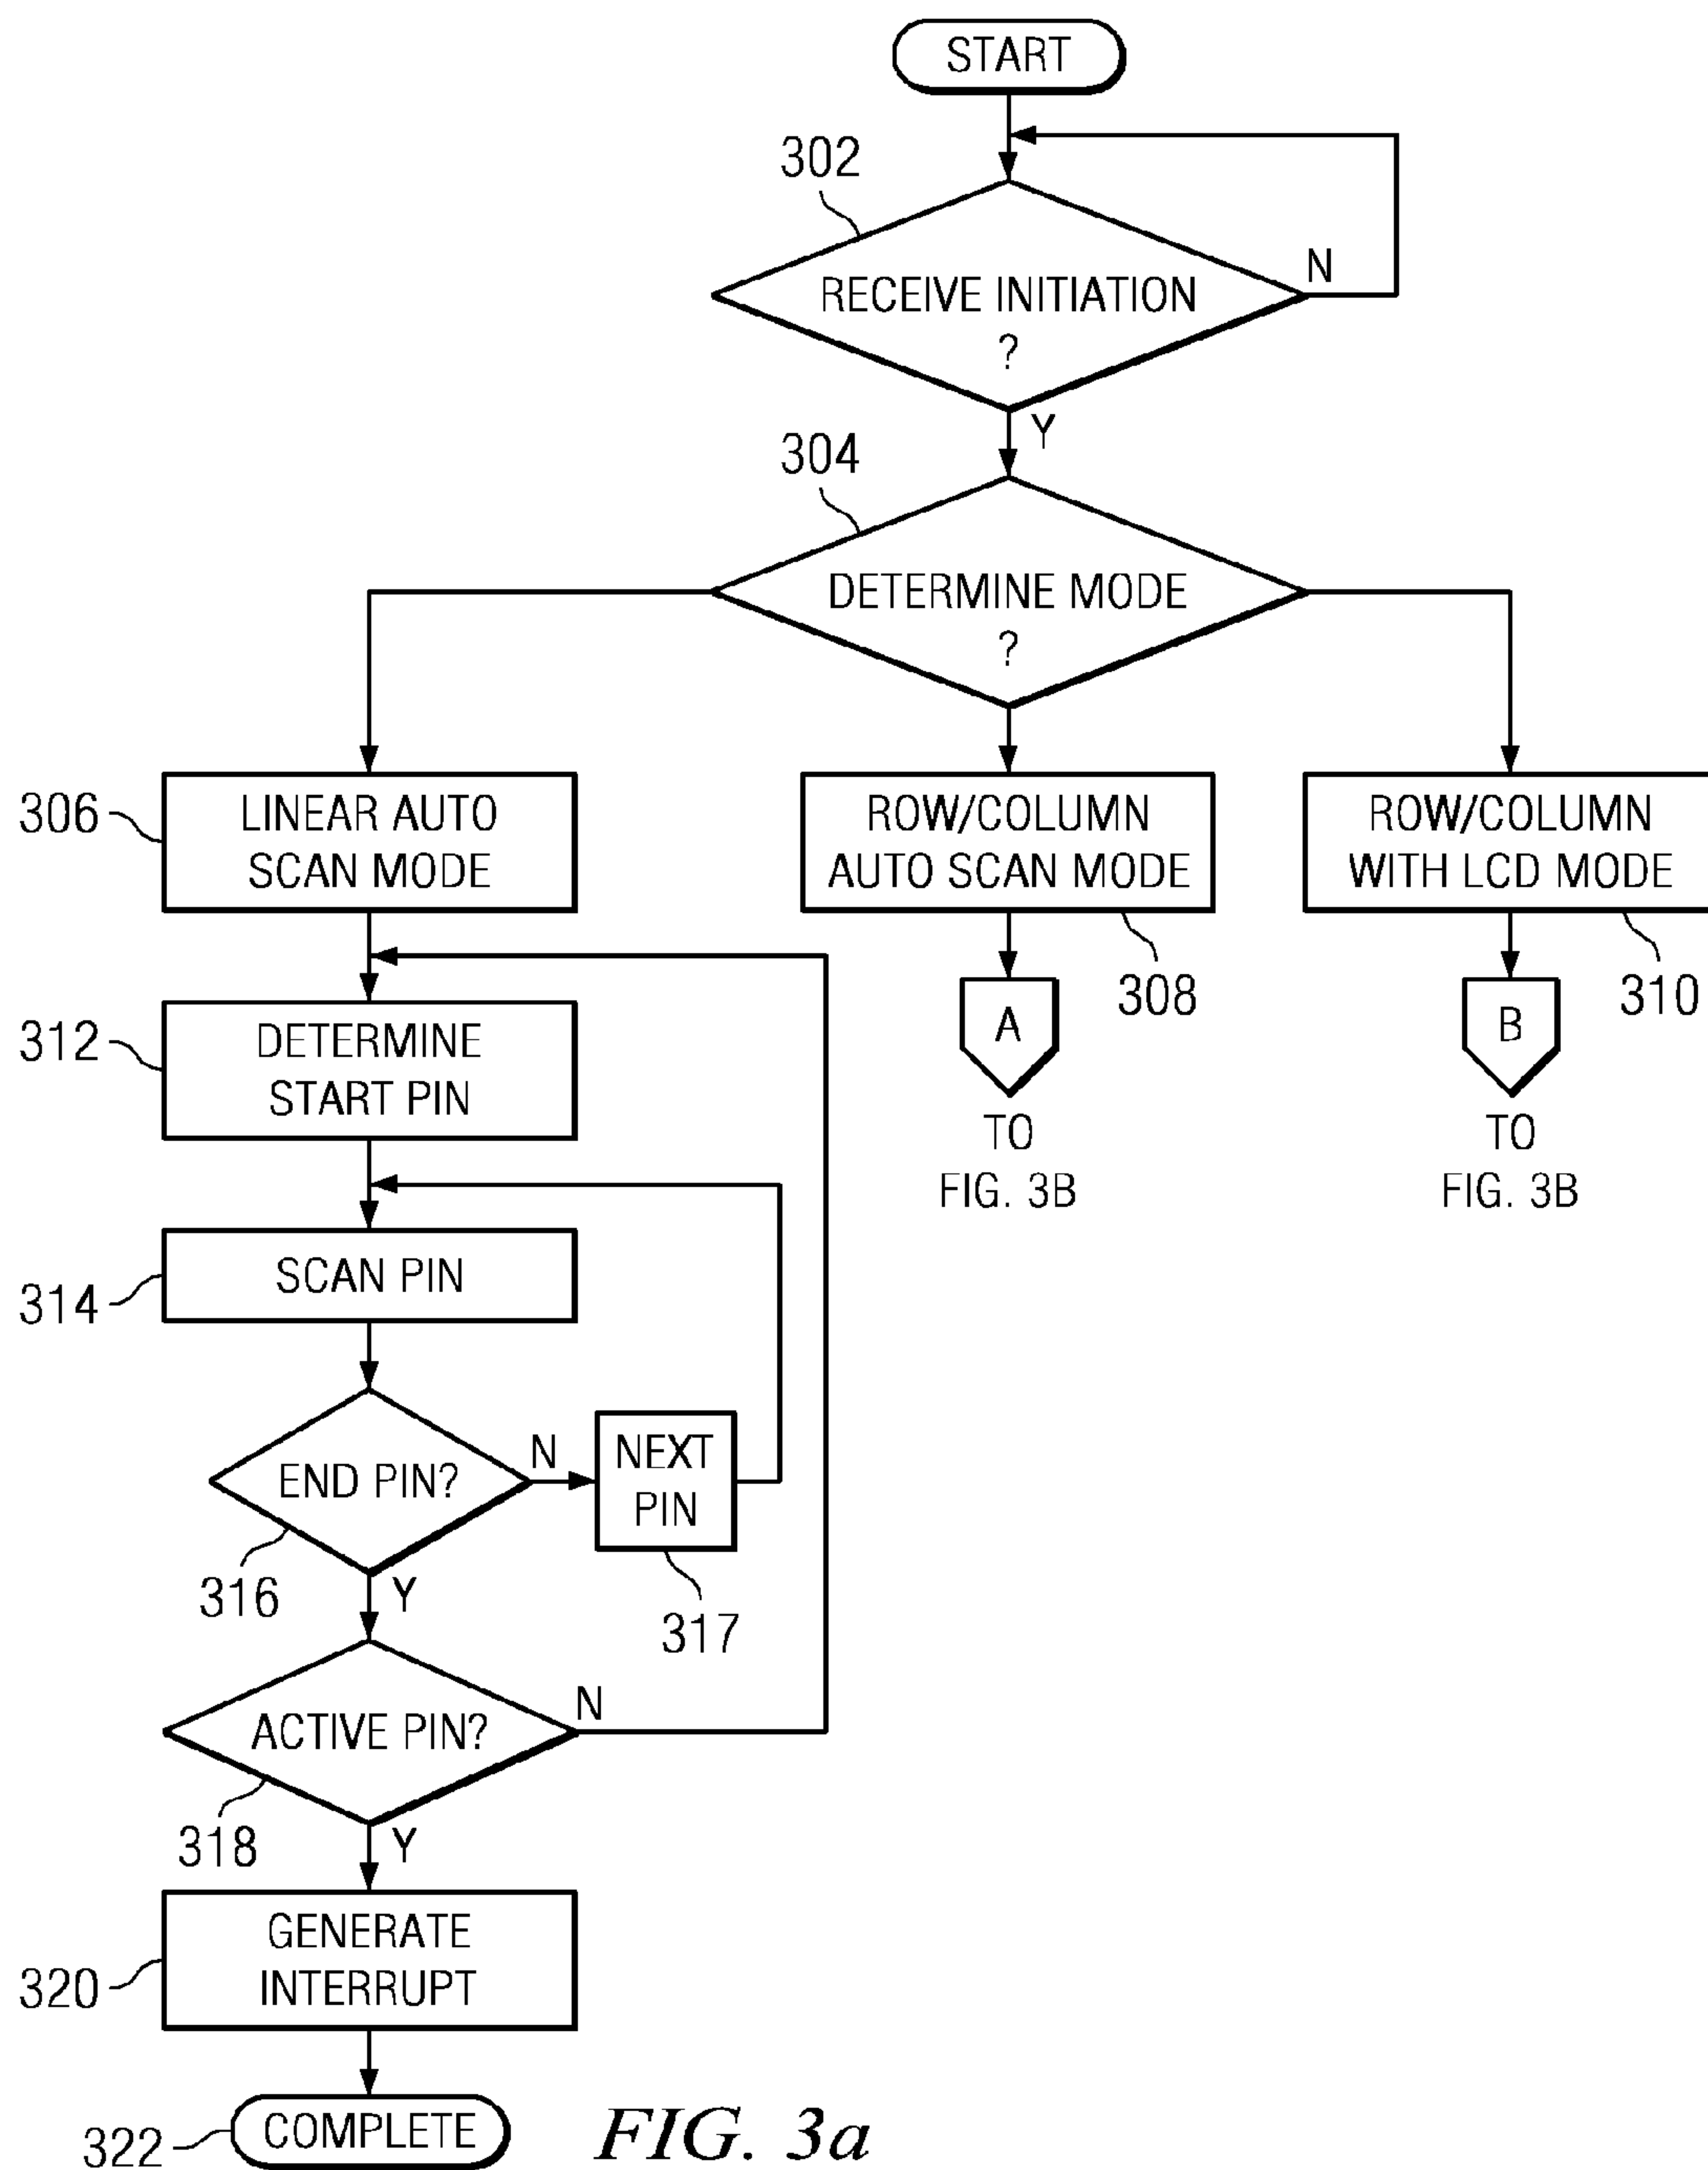 START
302
RECEIVE INITIATION
?
N
Y
304
DETERMINE MODE
?
306
LINEAR AUTO
SCAN MODE
ROW/COLUMN
AUTO SCAN MODE
308
ROW/COLUMN
WITH LCD MODE
310
A
TO
FIG. 3B
B
TO
FIG. 3B
312
DETERMINE
START PIN
314
SCAN PIN
END PIN?
316
N
NEXT
PIN
317
Y
ACTIVE PIN?
318
N
Y
320
GENERATE
INTERRUPT
322
COMPLETE
FIG. 3a